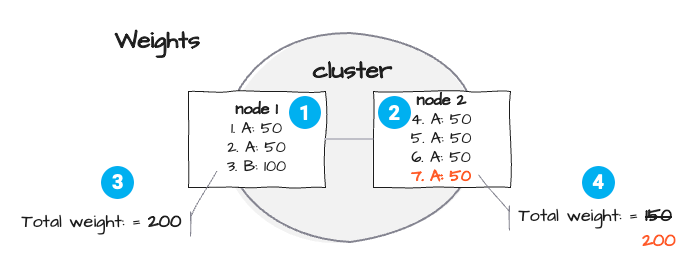 Weights
cluster
node 1
1
1. A: 50
2. A: 50
3. B: 100
2
node 2
4. A: 50
5. A: 50
6. A: 50
7. A: 50
3
Total weight: = 200
4
Total weight: = 150
200